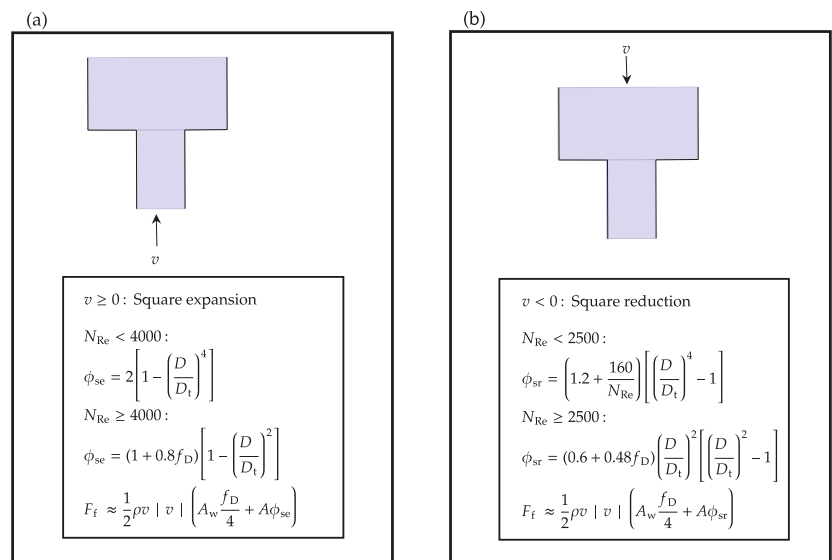 (a)
v
v ≥ 0 : Square expansion
N_Re < 4000 :
ϕ_se = 2[1 − (D/D_t)^4]
N_Re ≥ 4000 :
ϕ_se = (1 + 0.8f_D)[1 − (D/D_t)^2]
F_f ≈ 1/2 ρv | v | (A_w f_D/4 + Aϕ_se)
(b)
v
v < 0 : Square reduction
N_Re < 2500 :
ϕ_sr = (1.2 + 160/N_Re)[(D/D_t)^4 − 1]
N_Re ≥ 2500 :
ϕ_sr = (0.6 + 0.48f_D)(D/D_t)^2[(D/D_t)^2 − 1]
F_f ≈ 1/2 ρv | v | (A_w f_D/4 + Aϕ_sr)